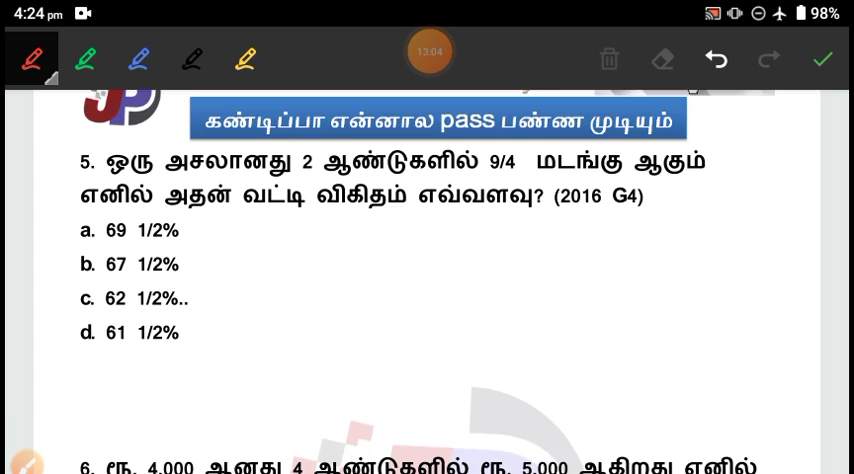 4:24 pm
98%
13:04
JP
கண்டிப்பா என்னால pass பண்ண முடியும்
5. ஒரு அசலானது 2 ஆண்டுகளில் 9/4 மடங்கு ஆகும்
எனில் அதன் வட்டி விகிதம் எவ்வளவு? (2016 G4)
a. 69 1/2%
b. 67 1/2%
c. 62 1/2%..
d. 61 1/2%
6. ரூ. 4,000 ஆனது 4 ஆண்டுகளில் ரூ. 5,000 ஆகிறது எனில்